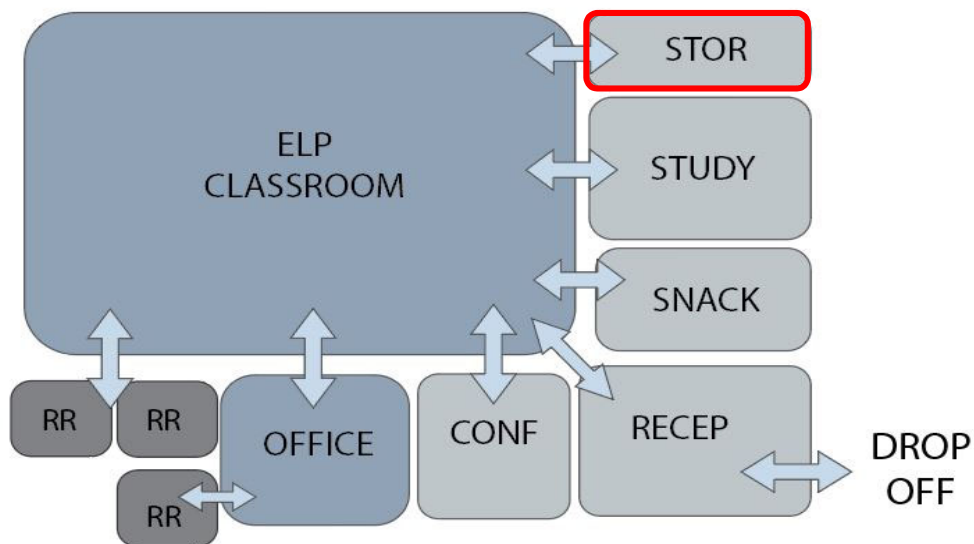 STOR
ELP
CLASSROOM
STUDY
SNACK
RR
RR
OFFICE
CONF
RECEP
DROP
OFF
RR